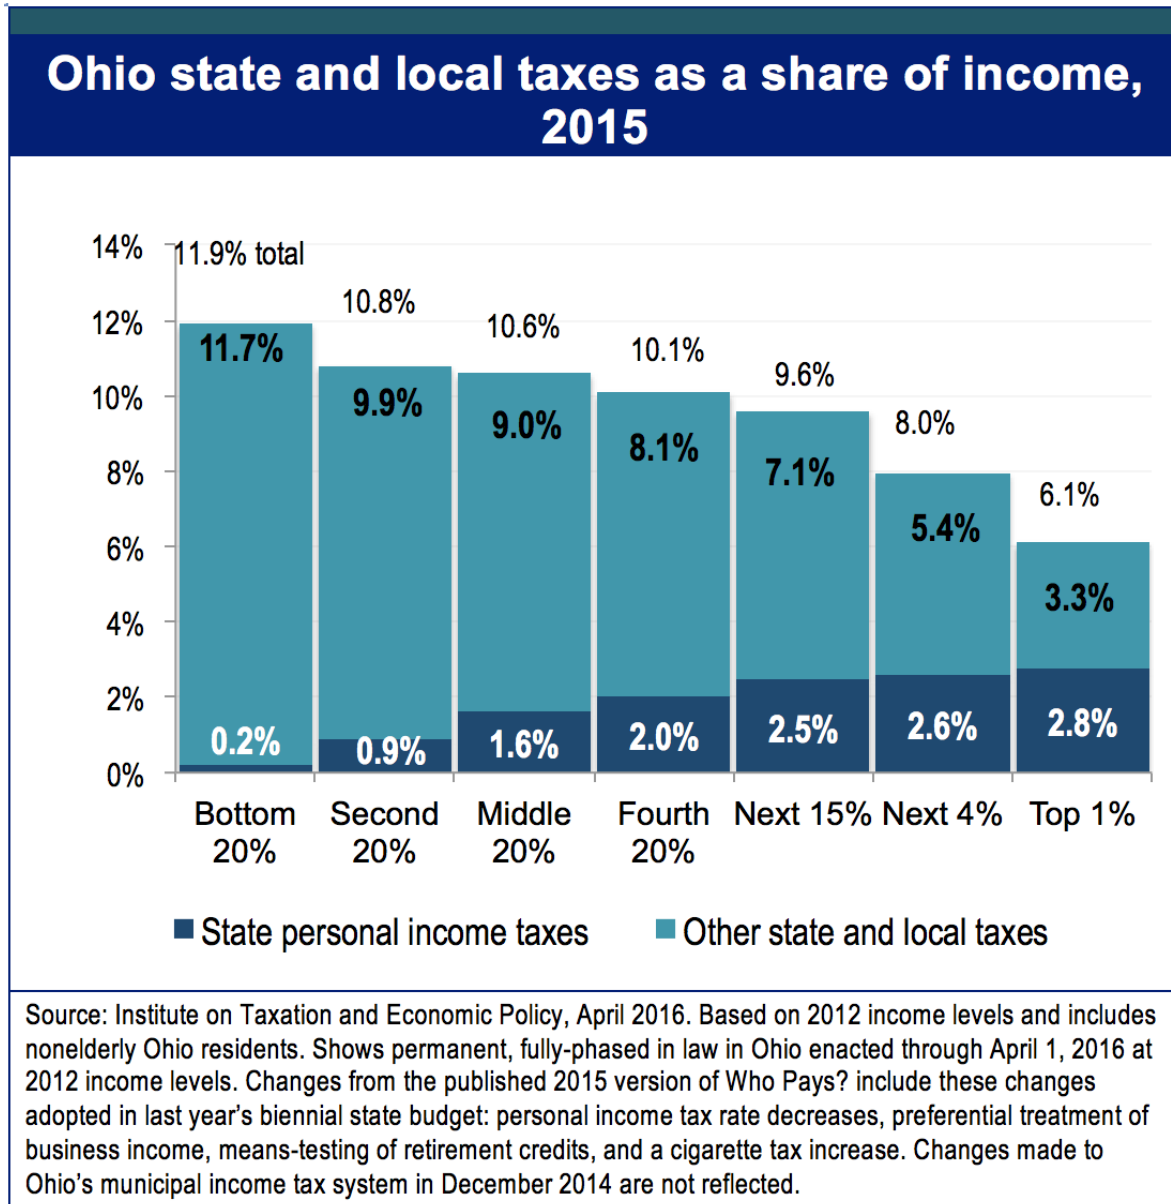 Ohio state and local taxes as a share of income,
2015
14%
11.9% total
10.8%
12%
10.6%
10.1%
9.6%
11.7%
10%
9.9%
9.0%
8.0%
8.1%
8%
7.1%
6.1%
5.4%
6%
3.3%
4%
2%
0.2%
0.9%
1.6%
2.0%
2.5%
2.6%
2.8%
0%
Bottom Second Middle Fourth Next 15% Next 4% Top 1%
20% 20% 20% 20%
State personal income taxes Other state and local taxes
Source: Institute on Taxation and Economic Policy, April 2016. Based on 2012 income levels and includes
nonelderly Ohio residents. Shows permanent, fully-phased in law in Ohio enacted through April 1, 2016 at
2012 income levels. Changes from the published 2015 version of Who Pays? include these changes
adopted in last year's biennial state budget: personal income tax rate decreases, preferential treatment of
business income, means-testing of retirement credits, and a cigarette tax increase. Changes made to
Ohio's municipal income tax system in December 2014 are not reflected.